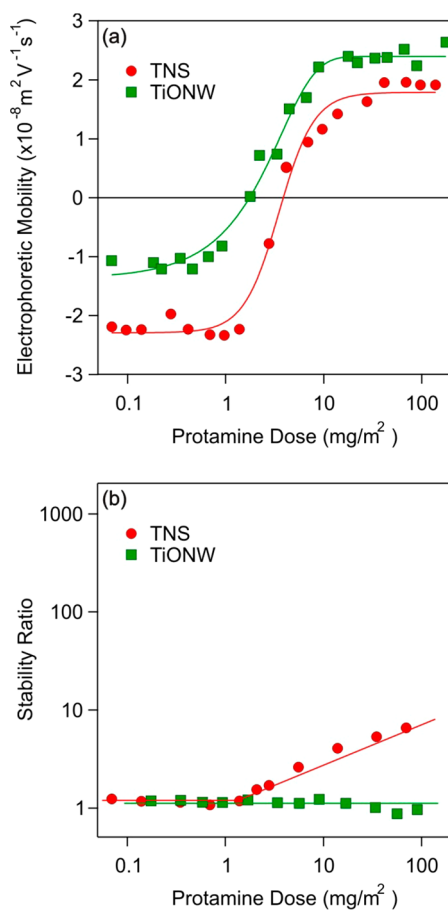 (a)
TNS
TiONW
Electrophoretic Mobility (x10⁻⁸ m² V⁻¹ s⁻¹)
3
2
1
0
-1
-2
-3
0.1 1 10 100
Protamine Dose (mg/m²)
(b)
TNS
TiONW
Stability Ratio
1000
100
10
1
0.1 1 10 100
Protamine Dose (mg/m²)